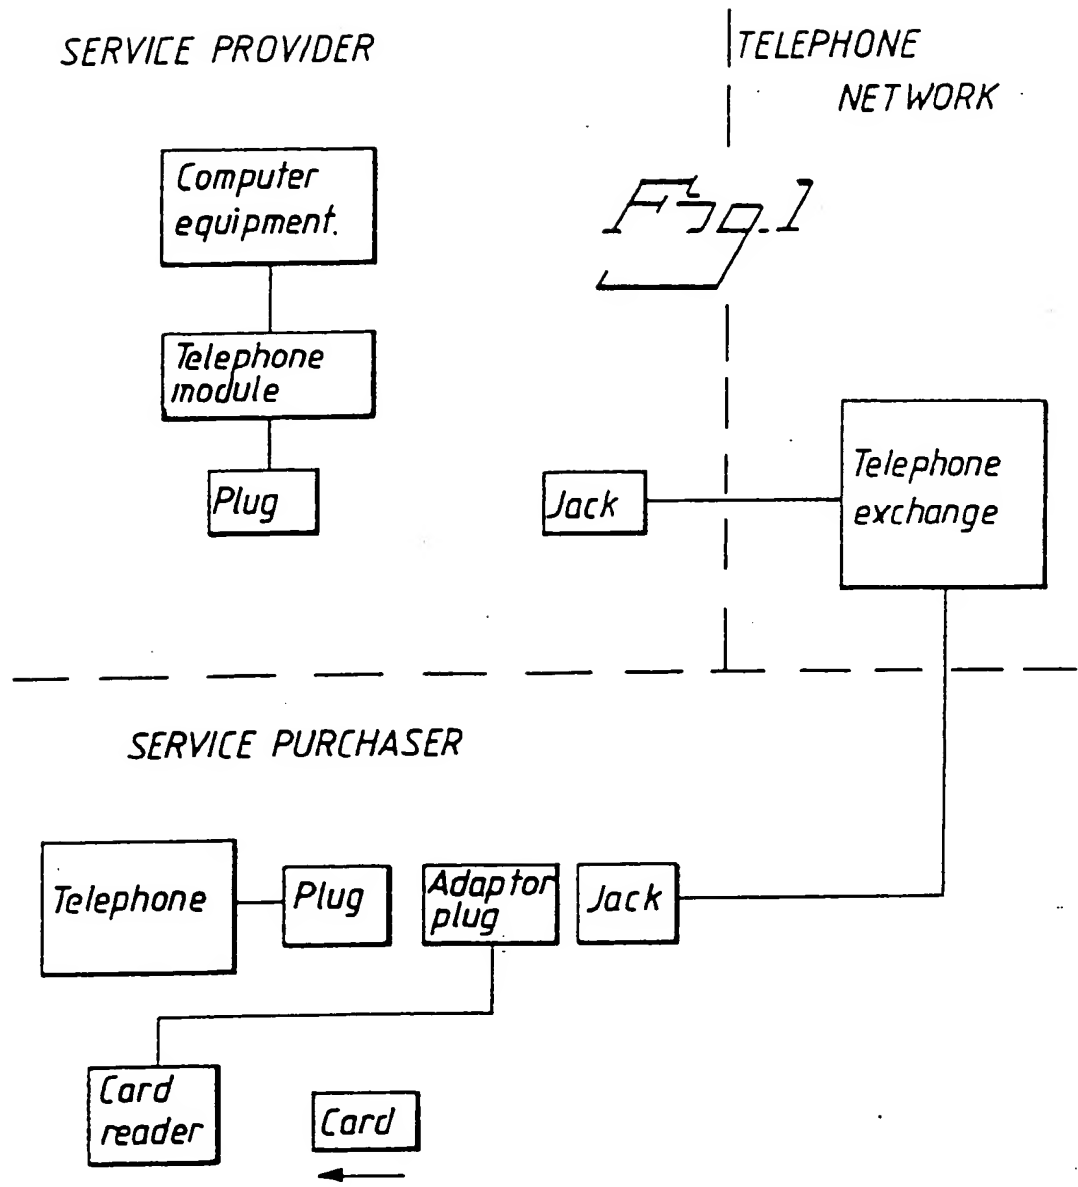 SERVICE PROVIDER
TELEPHONE
NETWORK
Fig.1
Computer
equipment.
Telephone
module
Plug
Jack
Telephone
exchange
SERVICE PURCHASER
Telephone
Plug
Adaptor
plug
Jack
Card
reader
Card